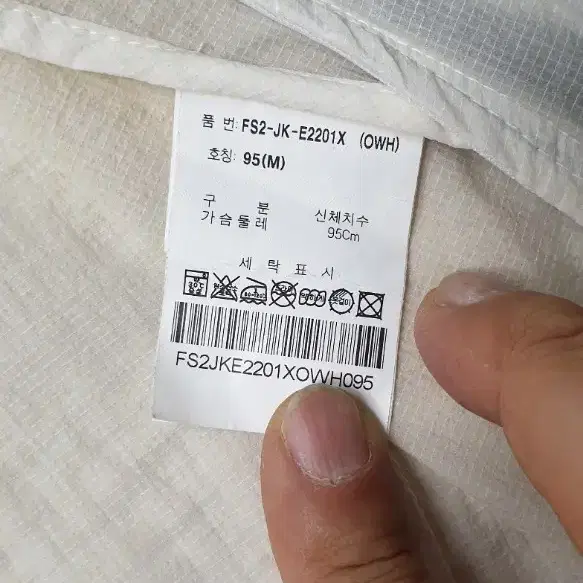 품 번: FS2-JK-E2201X (OWH)
호칭: 95(M)
구 분 신체치수
가슴둘레 95Cm
세 탁 표 시
FS2JKE2201XOWH095